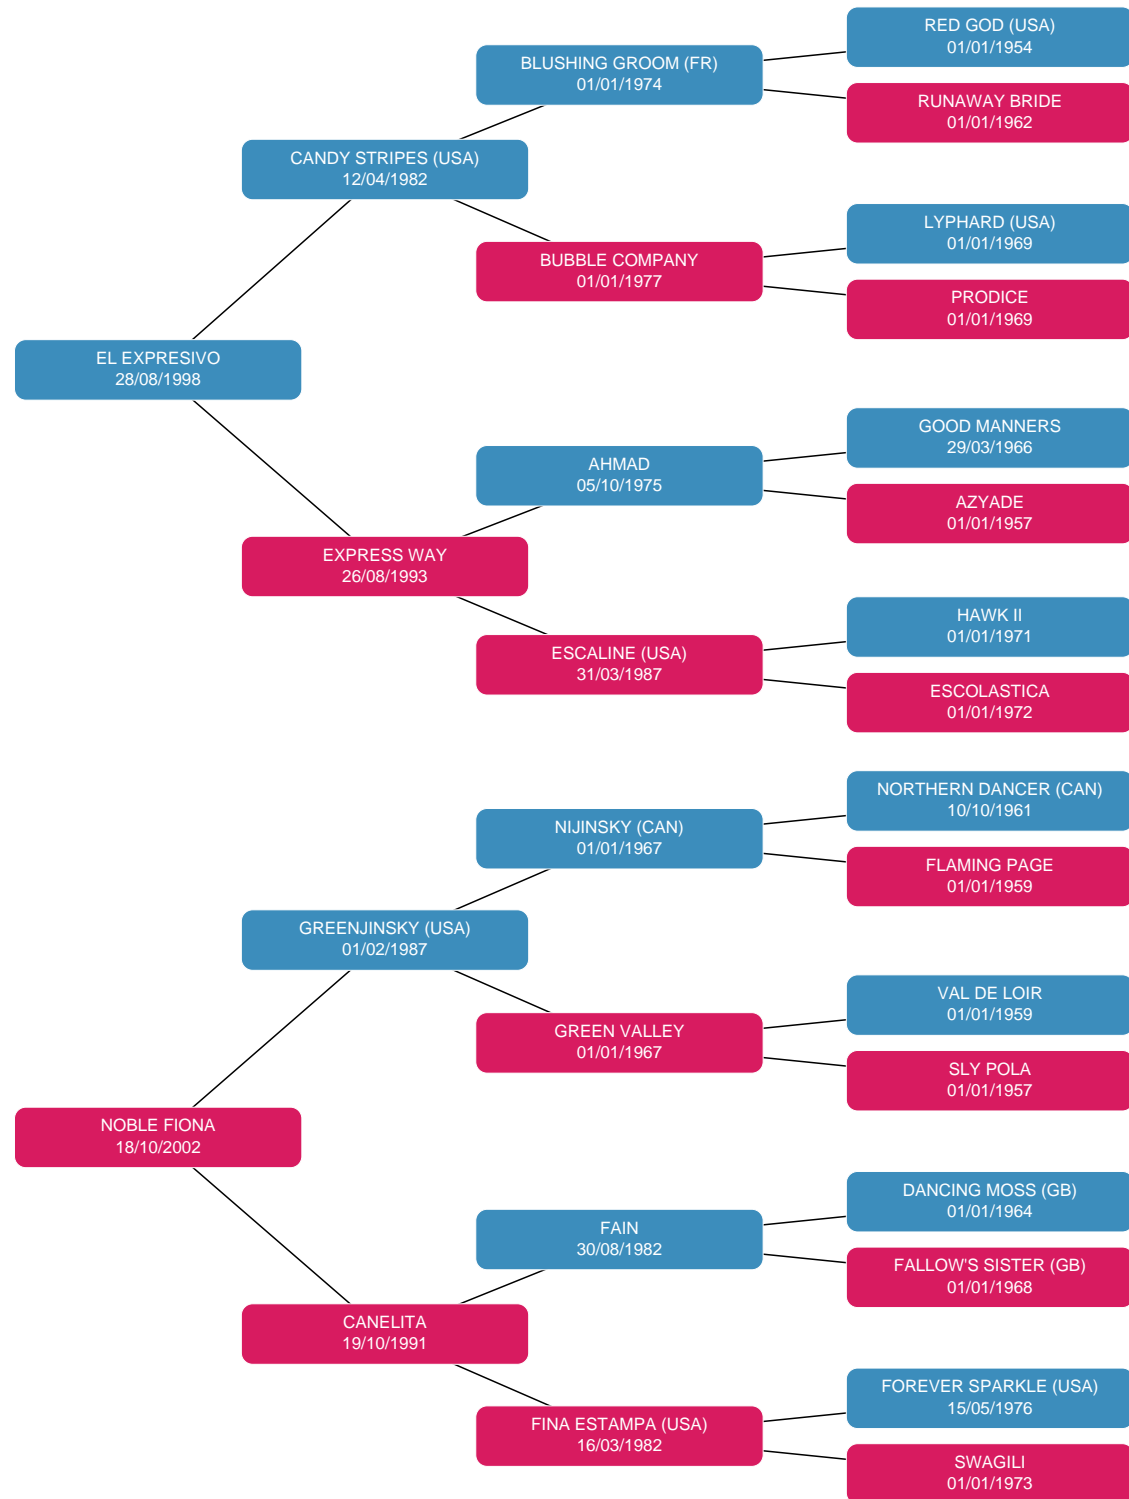 RED GOD (USA)
01/01/1954
BLUSHING GROOM (FR)
01/01/1974
RUNAWAY BRIDE
01/01/1962
CANDY STRIPES (USA)
12/04/1982
LYPHARD (USA)
01/01/1969
BUBBLE COMPANY
01/01/1977
PRODICE
01/01/1969
EL EXPRESIVO
28/08/1998
GOOD MANNERS
29/03/1966
AHMAD
05/10/1975
AZYADE
01/01/1957
EXPRESS WAY
26/08/1993
HAWK II
01/01/1971
ESCALINE (USA)
31/03/1987
ESCOLASTICA
01/01/1972
NORTHERN DANCER (CAN)
10/10/1961
NIJINSKY (CAN)
01/01/1967
FLAMING PAGE
01/01/1959
GREENJINSKY (USA)
01/02/1987
VAL DE LOIR
01/01/1959
GREEN VALLEY
01/01/1967
SLY POLA
01/01/1957
NOBLE FIONA
18/10/2002
DANCING MOSS (GB)
01/01/1964
FAIN
30/08/1982
FALLOW'S SISTER (GB)
01/01/1968
CANELITA
19/10/1991
FOREVER SPARKLE (USA)
15/05/1976
FINA ESTAMPA (USA)
16/03/1982
SWAGILI
01/01/1973